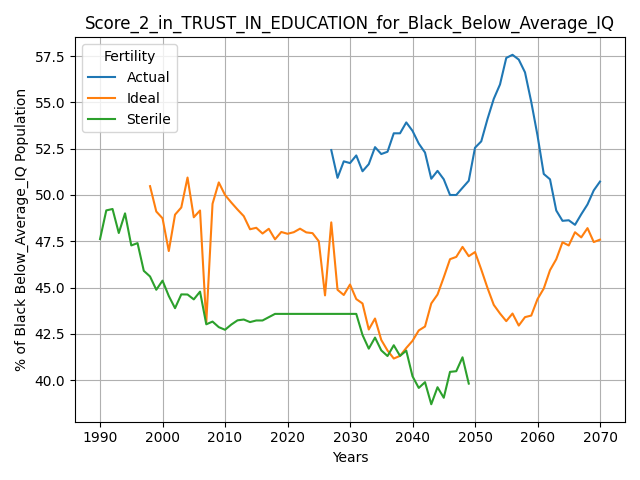 Score_2_in_TRUST_IN_EDUCATION_for_Black_Below_Average_IQ
Fertility
Actual
Ideal
Sterile
% of Black Below_Average_IQ Population
57.5
55.0
52.5
50.0
47.5
45.0
42.5
40.0
1990 2000 2010 2020 2030 2040 2050 2060 2070
Years